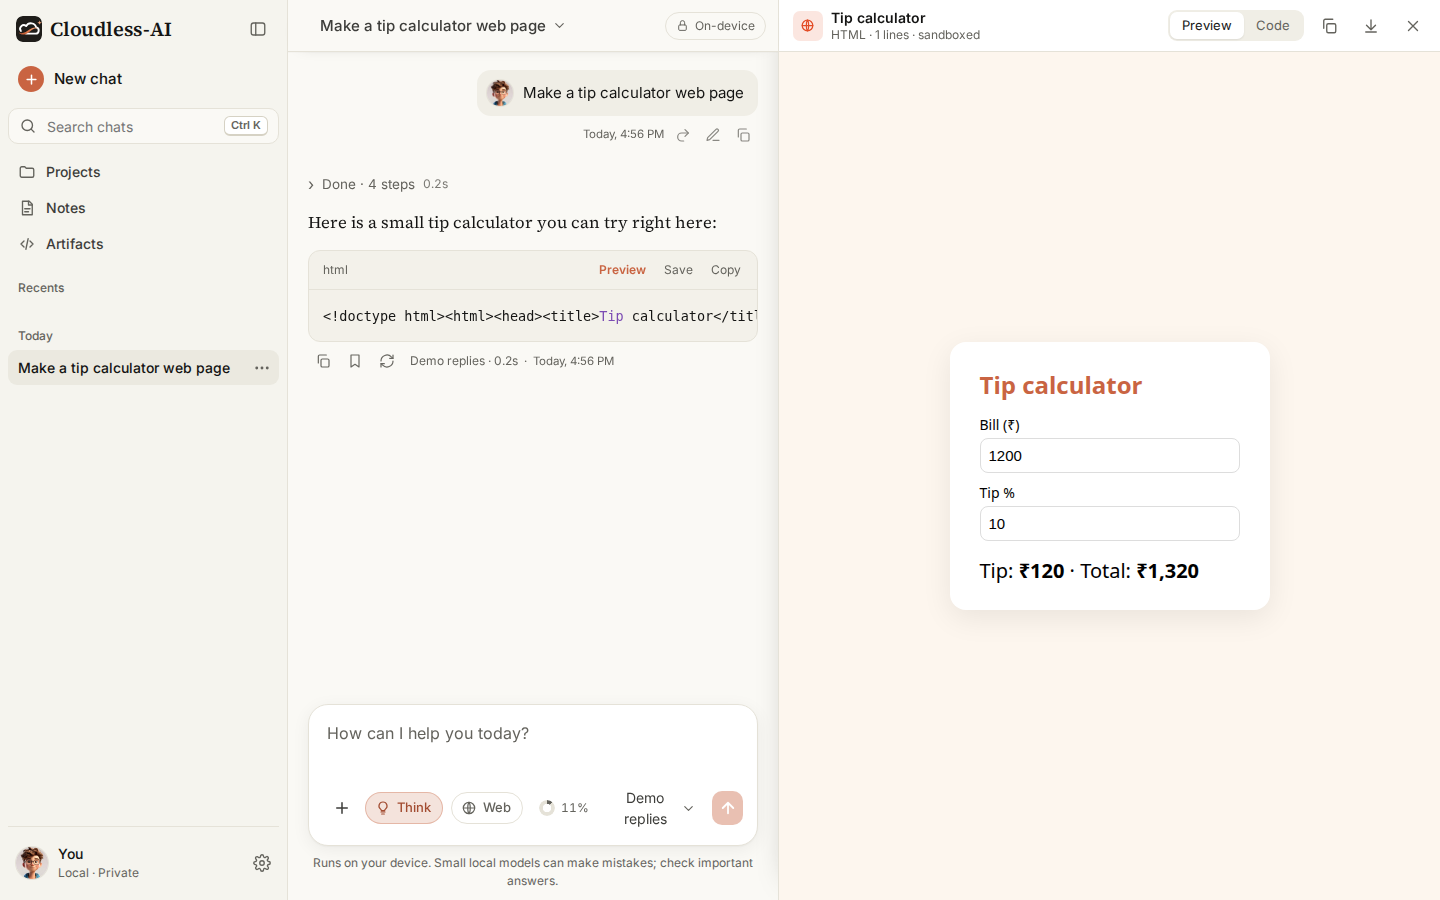 Cloudless-AI
New chat
Search chats
Ctrl K
Projects
Notes
Artifacts
Recents
Today
Make a tip calculator web page
You
Local · Private
Make a tip calculator web page
On-device
Make a tip calculator web page
Today, 4:56 PM
Done · 4 steps 0.2s
Here is a small tip calculator you can try right here:
html
Preview Save Copy
<!doctype html><html><head><title>Tip calculator</titl
Demo replies · 0.2s · Today, 4:56 PM
How can I help you today?
Think
Web
11%
Demo
replies
Runs on your device. Small local models can make mistakes; check important
answers.
Tip calculator
HTML · 1 lines · sandboxed
Preview Code
Tip calculator
Bill (₹)
1200
Tip %
10
Tip: ₹120 · Total: ₹1,320